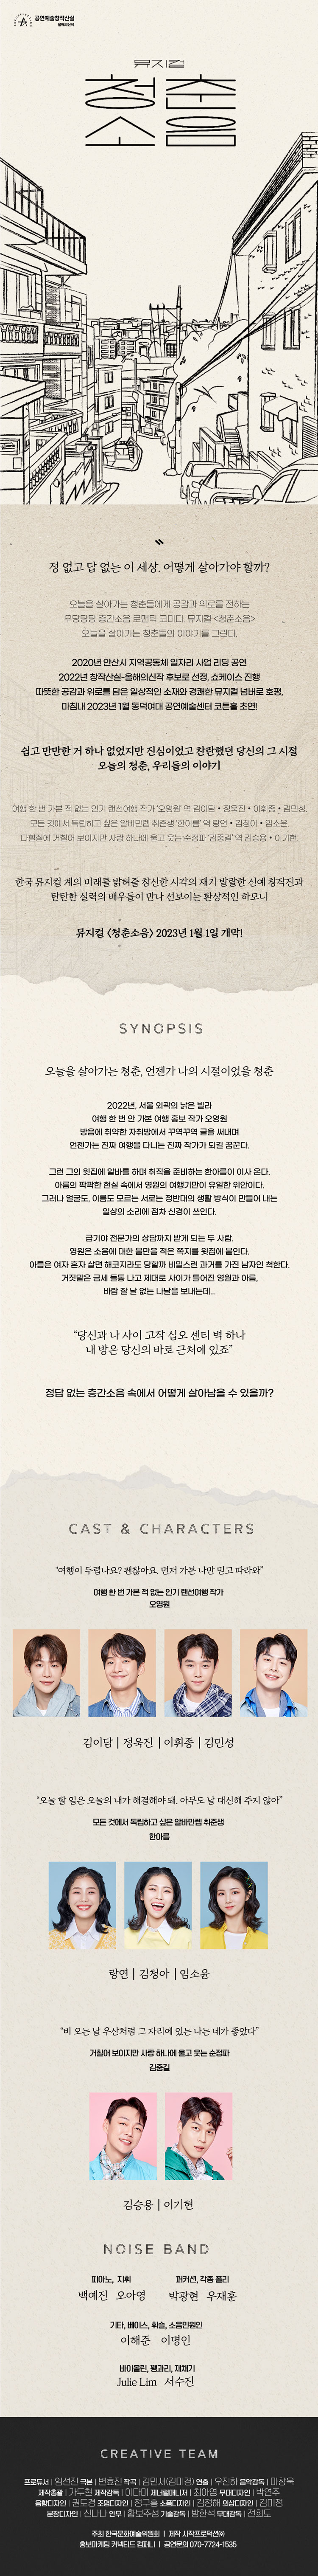 공연예술창작산실
올해의신작
뮤지컬
청춘
소음
정 없고 답 없는 이 세상, 어떻게 살아가야 할까?
오늘을 살아가는 청춘들에게 공감과 위로를 전하는
우당탕탕 층간소음 로맨틱 코미디, 뮤지컬 <청춘소음>
오늘을 살아가는 청춘들의 이야기를 그린다.
2020년 안산시 지역공동체 일자리 사업 리딩 공연
2022년 창작산실-올해의신작 후보로 선정, 쇼케이스 진행
따뜻한 공감과 위로를 담은 일상적인 소재와 경쾌한 뮤지컬 넘버로 호평,
마침내 2023년 1월 동덕여대 공연예술센터 코튼홀 초연!
쉽고 만만한 거 하나 없었지만 진심이었고 찬란했던 당신의 그 시절
오늘의 청춘, 우리들의 이야기
여행 한 번 가본 적 없는 인기 랜선여행 작가 '오영원' 역 김이담 • 정욱진 • 이휘종 • 김민성.
모든 것에서 독립하고 싶은 알바만렙 취준생 '한아름' 역 랑연 • 김청아 • 임소윤.
다혈질에 거칠어 보이지만 사랑 하나에 울고 웃는 순정파 '김중길' 역 김승용 • 이기현.
한국 뮤지컬 계의 미래를 밝혀줄 참신한 시각의 재기 발랄한 신예 창작진과
탄탄한 실력의 배우들이 만나 선보이는 환상적인 하모니
뮤지컬 <청춘소음> 2023년 1월 1일 개막!
SYNOPSIS
오늘을 살아가는 청춘, 언젠가 나의 시절이었을 청춘
2022년, 서울 외곽의 낡은 빌라
여행 한 번 안 가본 여행 홍보 작가 오영원
방음에 취약한 자취방에서 꾸역꾸역 글을 써내며
언젠가는 진짜 여행을 다니는 진짜 작가가 되길 꿈꾼다.
그런 그의 윗집에 알바를 하며 취직을 준비하는 한아름이 이사 온다.
아름의 팍팍한 현실 속에서 영원의 여행기만이 유일한 위안이다.
그러나 얼굴도, 이름도 모르는 서로는 정반대의 생활 방식이 만들어 내는
일상의 소리에 점차 신경이 쓰인다.
급기야 전문가의 상담까지 받게 되는 두 사람.
영원은 소음에 대한 불만을 적은 쪽지를 윗집에 붙인다.
아름은 여자 혼자 살면 해코지라도 당할까 비밀스런 과거를 가진 남자인 척한다.
거짓말은 금세 들통 나고 제대로 사이가 틀어진 영원과 아름,
바람 잘 날 없는 나날을 보내는데...
“당신과 나 사이 고작 십오 센티 벽 하나
내 방은 당신의 바로 근처에 있죠”
정답 없는 층간소음 속에서 어떻게 살아남을 수 있을까?
CAST & CHARACTERS
“여행이 두렵나요? 괜찮아요. 먼저 가본 나만 믿고 따라와”
여행 한 번 가본 적 없는 인기 랜선여행 작가
오영원
김이담 | 정욱진 | 이휘종 | 김민성
“오늘 할 일은 오늘의 내가 해결해야 돼. 아무도 날 대신해 주지 않아”
모든 것에서 독립하고 싶은 알바만렙 취준생
한아름
랑연 | 김청아 | 임소윤
“비 오는 날 우산처럼 그 자리에 있는 나는 네가 좋았다”
거칠어 보이지만 사랑 하나에 울고 웃는 순정파
김중길
김승용 | 이기현
NOISE BAND
피아노, 지휘 퍼커션, 각종 폴리
백예진 오아영 박광현 우재훈
기타, 베이스, 휘슬, 소음민원인
이해준 이명인
바이올린, 꽹과리, 재채기
Julie Lim 서수진
CREATIVE TEAM
프로듀서 | 임선진 극본 | 변효진 작곡 | 김민서(김미경) 연출 | 우진하 음악감독 | 마창욱
제작총괄 | 가두현 제작감독 | 이다미 제너럴매니저 | 최아영 무대디자인 | 박연주
음향디자인 | 권도경 조명디자인 | 정구홍 소품디자인 | 김정해 의상디자인 | 김미정
분장디자인 | 신나나 안무 | 황보주성 기술감독 | 방한석 무대감독 | 전희도
주최 한국문화예술위원회 | 제작 시작프로덕션㈜
홍보마케팅 커넥티드 컴퍼니 | 공연문의 070-7724-1535